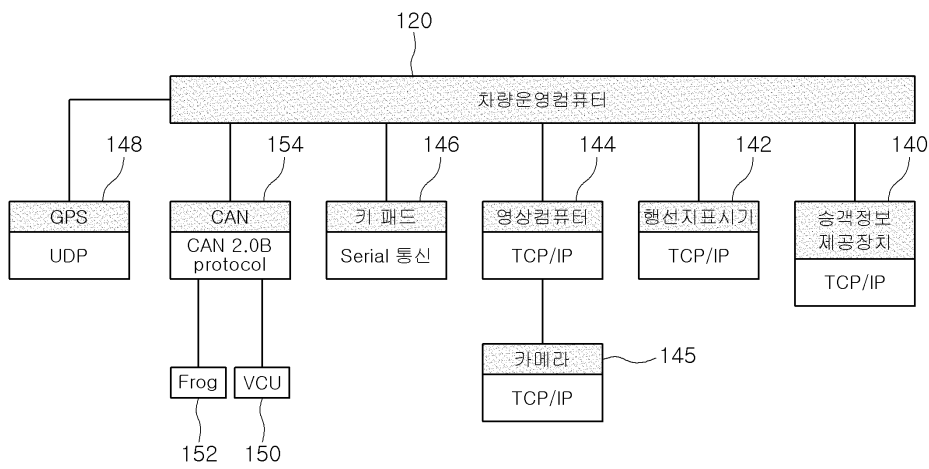 120
차량운영컴퓨터
148
154
146
144
142
140
GPS
UDP
CAN
CAN 2.0B
protocol
키 패드
Serial 통신
영상컴퓨터
TCP/IP
행선지표시기
TCP/IP
승객정보
제공장치
TCP/IP
카메라
TCP/IP
145
Frog
VCU
152
150